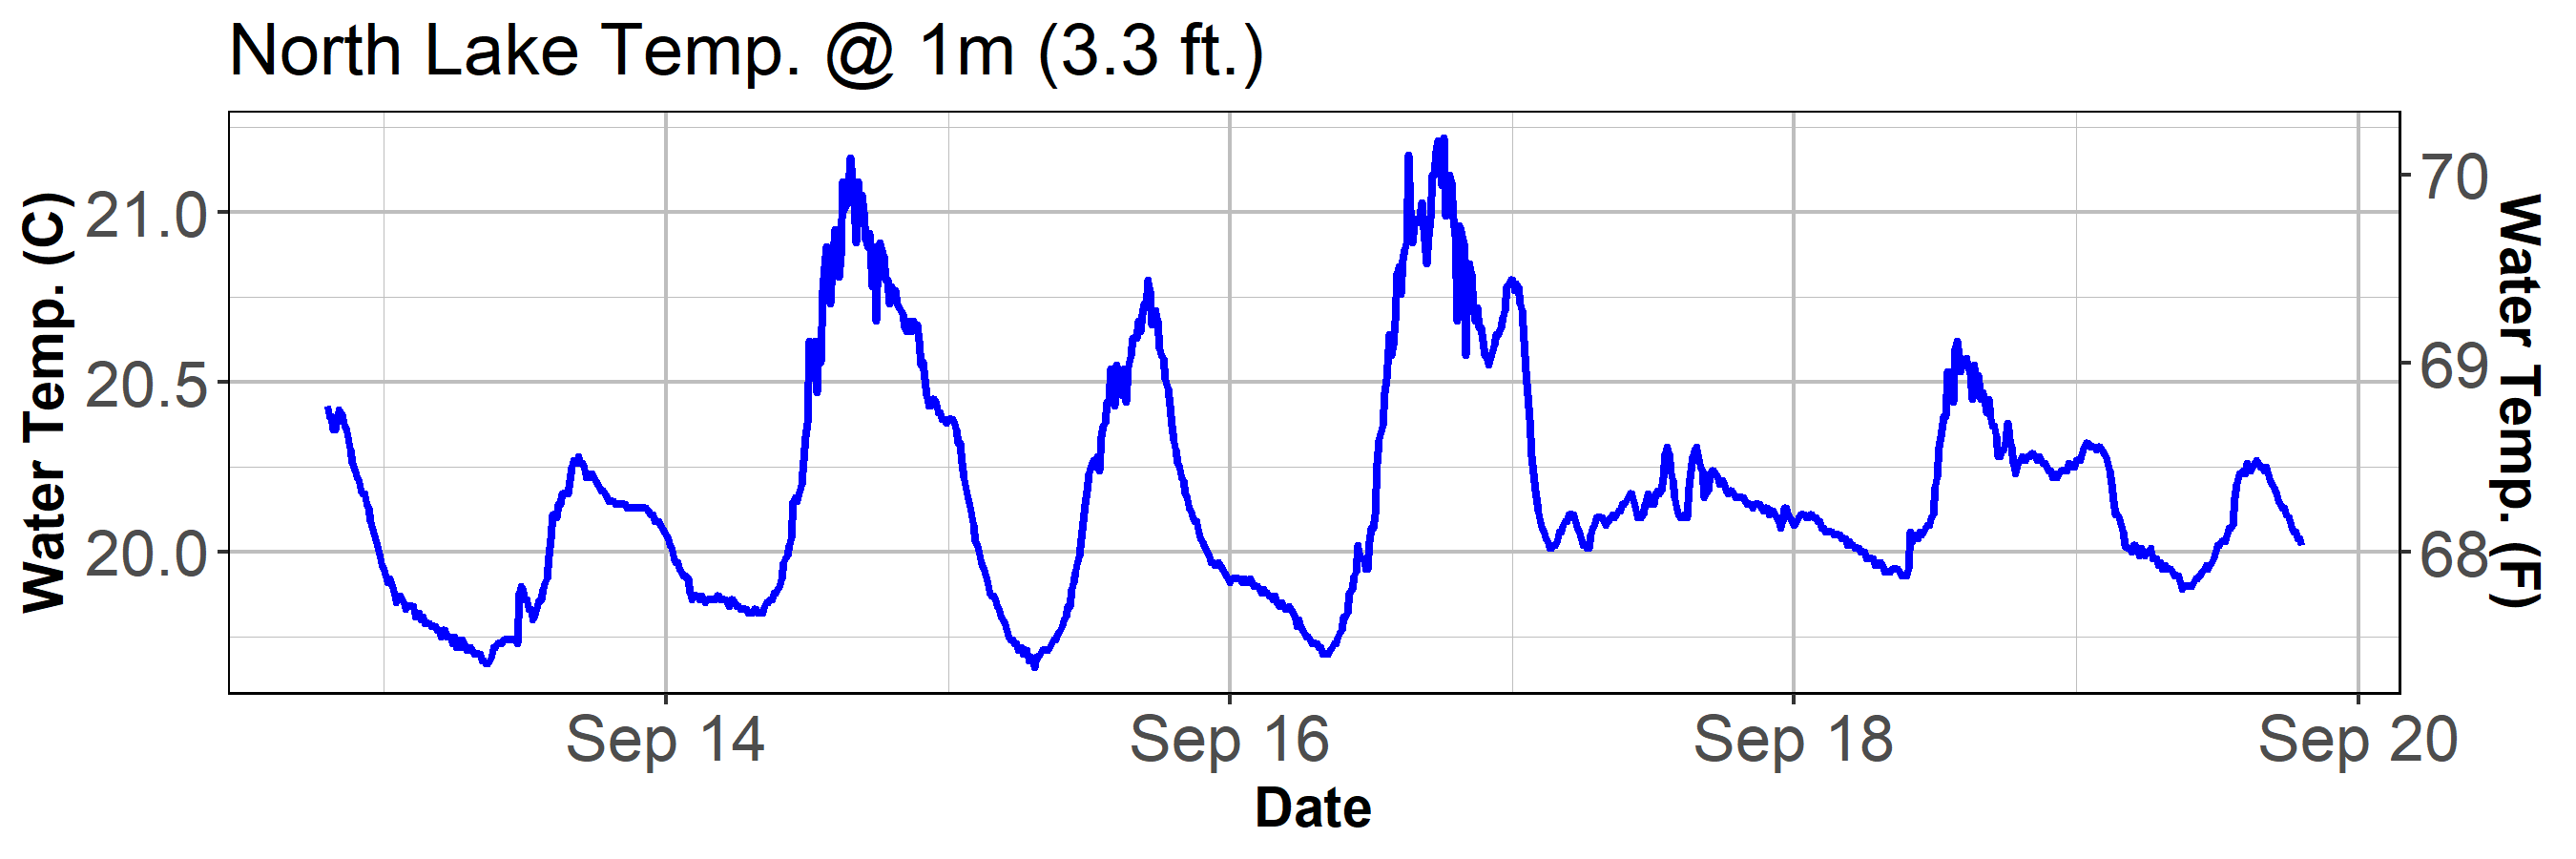 North Lake Temp. @ 1m (3.3 ft.)
Water Temp. (C)
21.0
20.5
20.0
70
69
68
Water Temp. (F)
Sep 14
Sep 16
Sep 18
Sep 20
Date